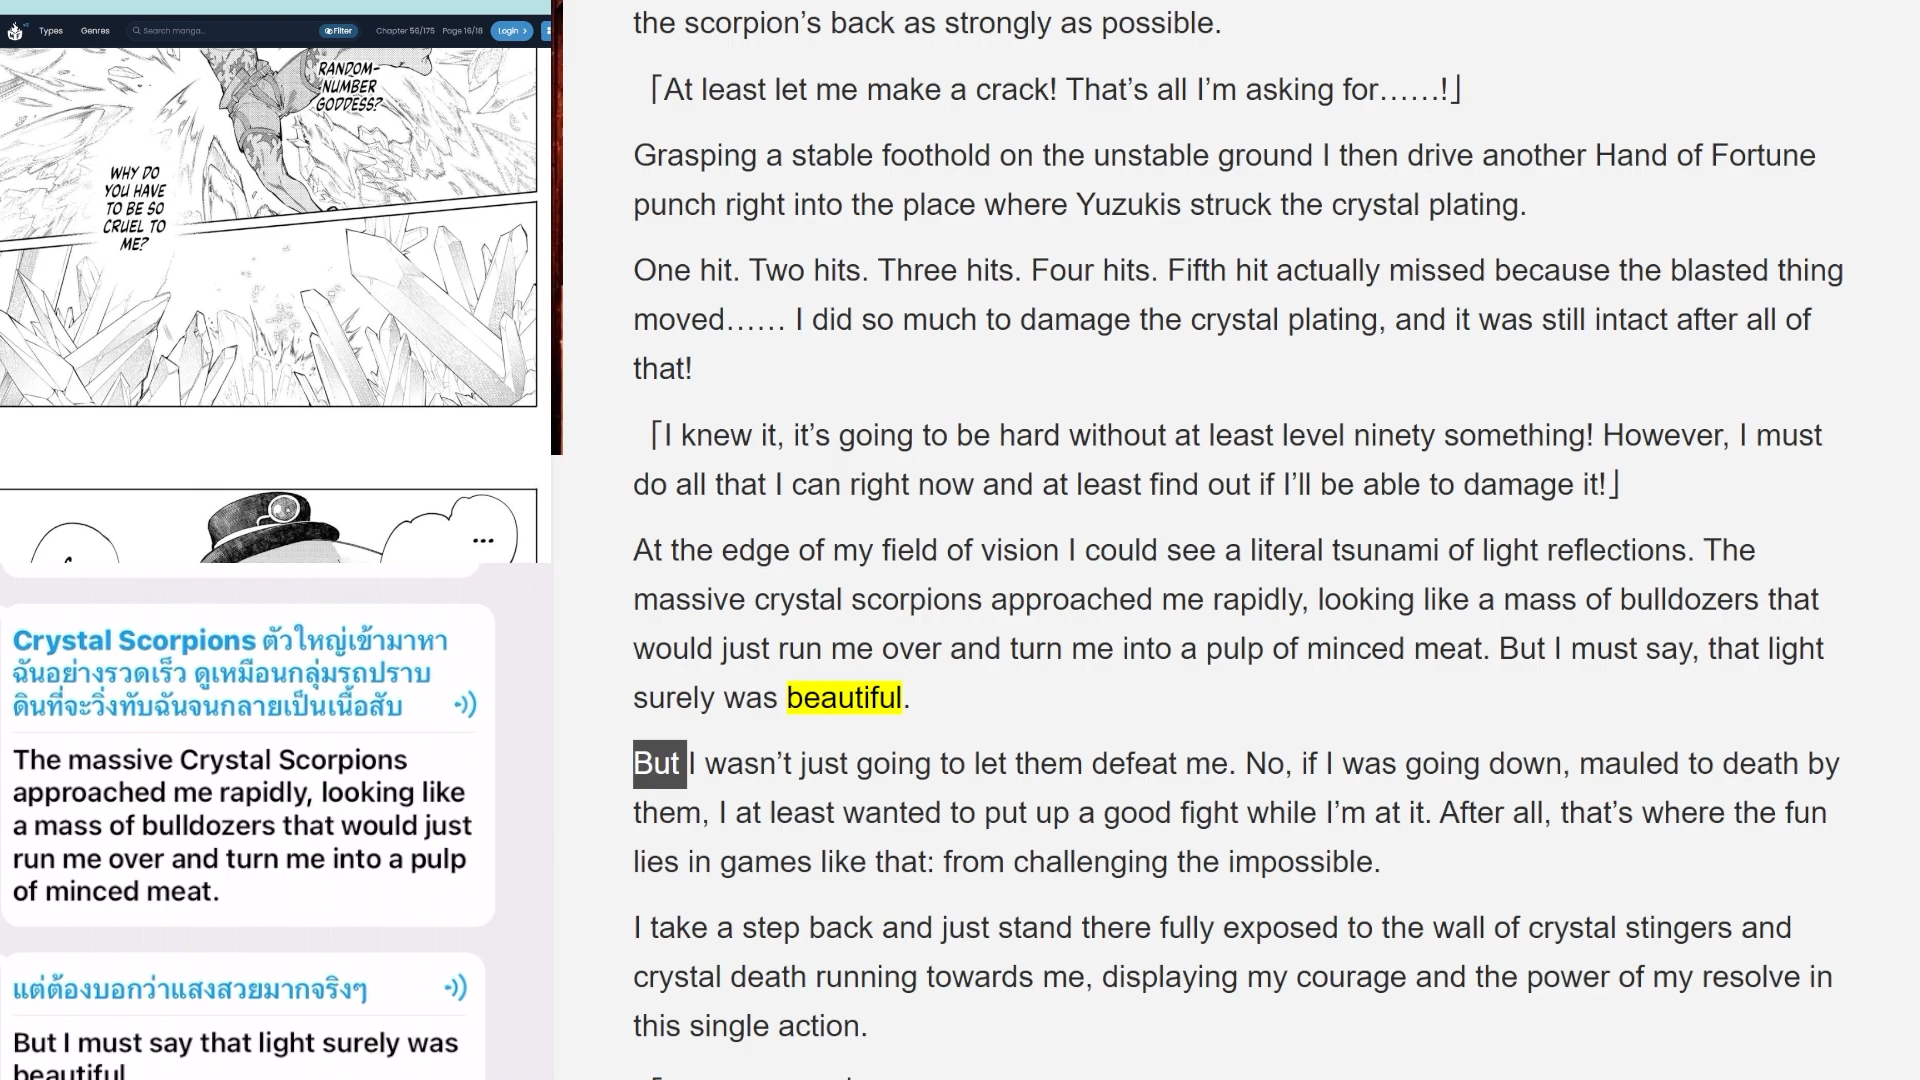 V2
Types
Genres
Search manga...
Filter
Chapter 56/175
Page 16/18
Login >
RANDOM-
NUMBER
GODDESS?
WHY DO
YOU HAVE
TO BE SO
CRUEL TO
ME?
...
Crystal Scorpions ตัวใหญ่เข้ามาหา
ฉันอย่างรวดเร็ว ดูเหมือนกลุ่มรถปราบ
ดินที่จะวิ่งทับฉันจนกลายเป็นเนื้อสับ
The massive Crystal Scorpions
approached me rapidly, looking like
a mass of bulldozers that would just
run me over and turn me into a pulp
of minced meat.
แต่ต้องบอกว่าแสงสวยมากจริงๆ
But I must say that light surely was
beautiful
the scorpion’s back as strongly as possible.
「At least let me make a crack! That’s all I’m asking for……!」
Grasping a stable foothold on the unstable ground I then drive another Hand of Fortune
punch right into the place where Yuzukis struck the crystal plating.
One hit. Two hits. Three hits. Four hits. Fifth hit actually missed because the blasted thing
moved…… I did so much to damage the crystal plating, and it was still intact after all of
that!
「I knew it, it’s going to be hard without at least level ninety something! However, I must
do all that I can right now and at least find out if I’ll be able to damage it!」
At the edge of my field of vision I could see a literal tsunami of light reflections. The
massive crystal scorpions approached me rapidly, looking like a mass of bulldozers that
would just run me over and turn me into a pulp of minced meat. But I must say, that light
surely was beautiful.
But I wasn’t just going to let them defeat me. No, if I was going down, mauled to death by
them, I at least wanted to put up a good fight while I’m at it. After all, that’s where the fun
lies in games like that: from challenging the impossible.
I take a step back and just stand there fully exposed to the wall of crystal stingers and
crystal death running towards me, displaying my courage and the power of my resolve in
this single action.